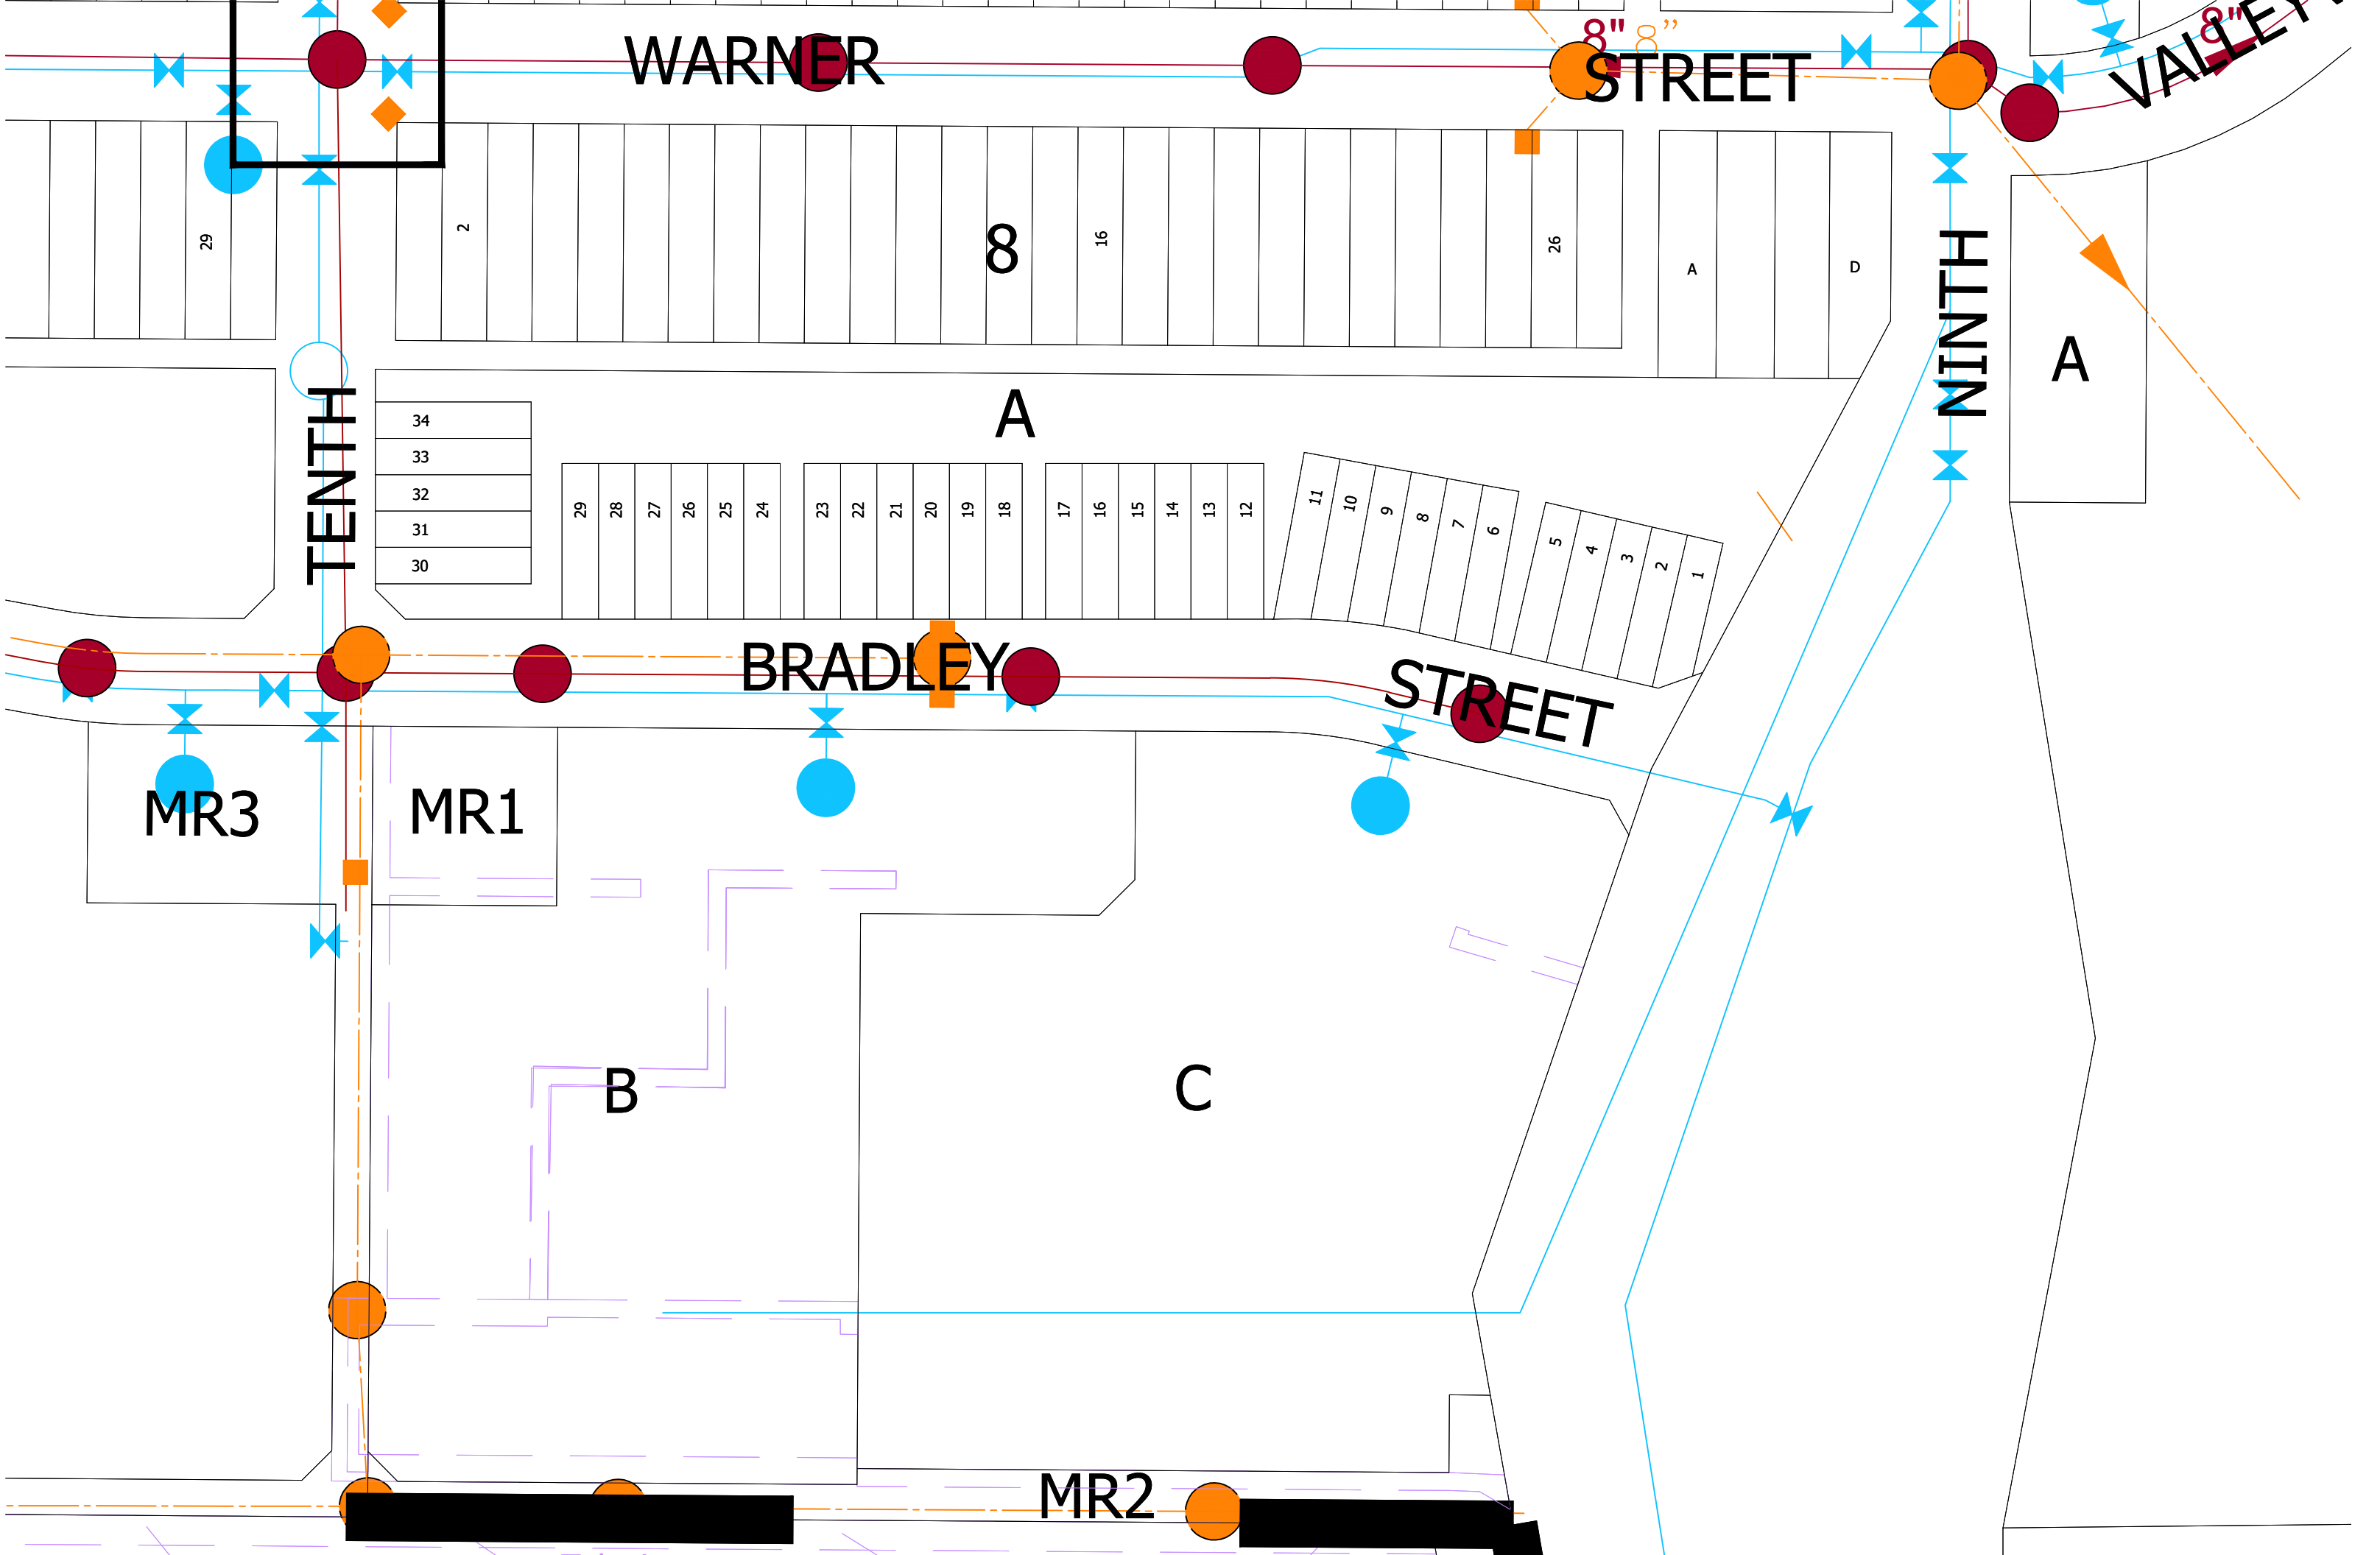 8" 8”
8"
WARNER STREET
VALLEY
29
2
8
16
26
A
D
NINTH
A
TENTH
A
34
33
32
31
30
29 28 27 26 25 24
23 22 21 20 19 18
17 16 15 14 13 12
11 10 9 8 7 6
5 4 3 2 1
BRADLEY STREET
MR3
MR1
B
C
MR2